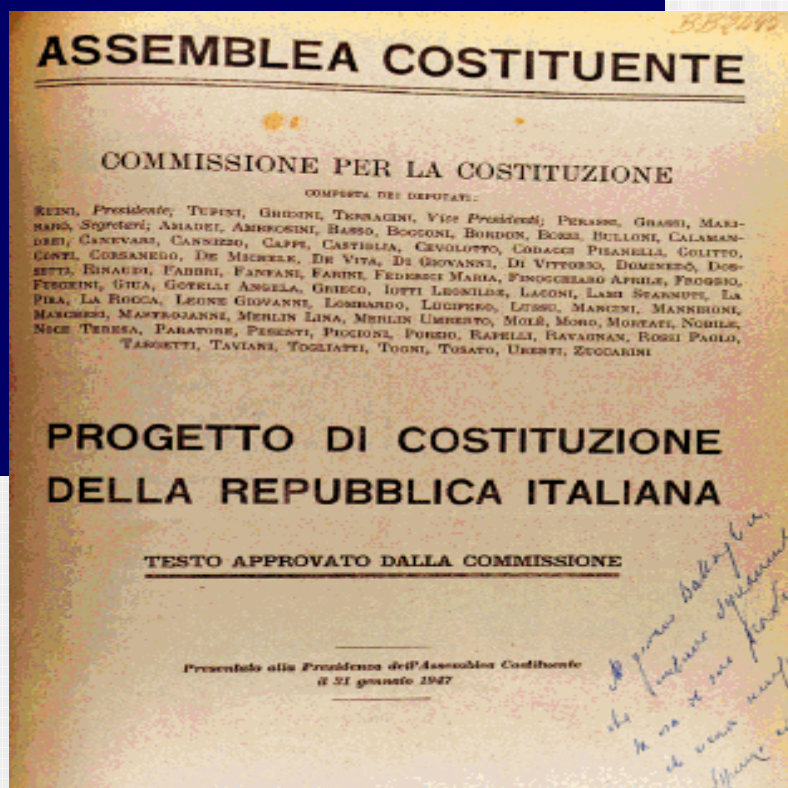 BB2492
ASSEMBLEA COSTITUENTE
COMMISSIONE PER LA COSTITUZIONE
COMPOSTA DEI DEPUTATI:
RUINI, Presidente; TUPINI, GHIDINI, TERRACINI, Vice Presidenti; PERASSI, GRASSI, MARI-
NARO, Segretari; AMADEI, AMBROSINI, BASSO, BOCCONI, BORDON, BOZZI, BULLONI, CALAMAN-
DREI, CANEVARI, CANNIZZO, CAPPI, CASTIGLIA, CEVOLOTTO, CODACCI PISANELLI, COLITTO,
CONTI, CORSANEGO, DE MICHELE, DE VITA, DI GIOVANNI, DI VITTORIO, DOMINEDÒ, DOS-
SETTI, EINAUDI, FABBRI, FANFANI, FARINI, FEDERICI MARIA, FINOCCHIARO APRILE, FROGGIO,
FUSCHINI, GIUA, GOTELLI ANGELA, GRIECO, IOTTI LEONILDE, LACONI, LAMI STARNUTI, LA
PIRA, LA ROCCA, LEONE GIOVANNI, LOMBARDO, LUCIFERO, LUSSU, MANCINI, MANNIRONI,
MARCHESI, MASTROJANNI, MERLIN LINA, MERLIN UMBERTO, MOLÈ, MORO, MORTATI, NOBILE,
NOCE TERESA, PARATORE, PESENTI, PICCIONI, PORZIO, RAPELLI, RAVAGNAN, ROSSI PAOLO,
TARGETTI, TAVIANI, TOGLIATTI, TOGNI, TOSATO, UBERTI, ZUCCARINI
PROGETTO DI COSTITUZIONE
DELLA REPUBBLICA ITALIANA
TESTO APPROVATO DALLA COMMISSIONE
Presentato alla Presidenza dell'Assemblea Costituente
il 31 gennaio 1947